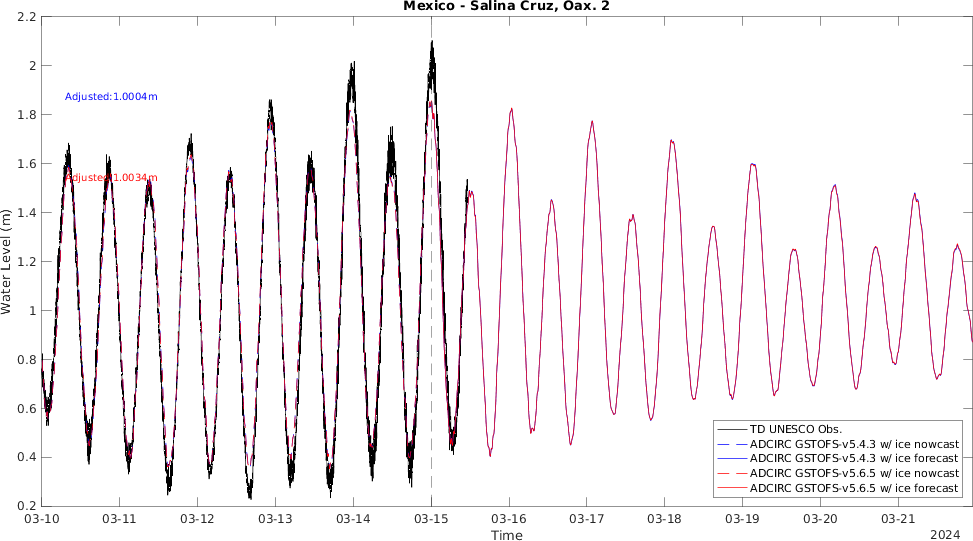 Mexico - Salina Cruz, Oax. 2
2.2
2
1.8
1.6
1.4
1.2
1
0.8
0.6
0.4
0.2
Water Level (m)
Adjusted:1.0004m
Adjusted:1.0034m
TD UNESCO Obs.
ADCIRC GSTOFS-v5.4.3 w/ ice nowcast
ADCIRC GSTOFS-v5.4.3 w/ ice forecast
ADCIRC GSTOFS-v5.6.5 w/ ice nowcast
ADCIRC GSTOFS-v5.6.5 w/ ice forecast
03-10 03-11 03-12 03-13 03-14 03-15 03-16 03-17 03-18 03-19 03-20 03-21
Time
2024